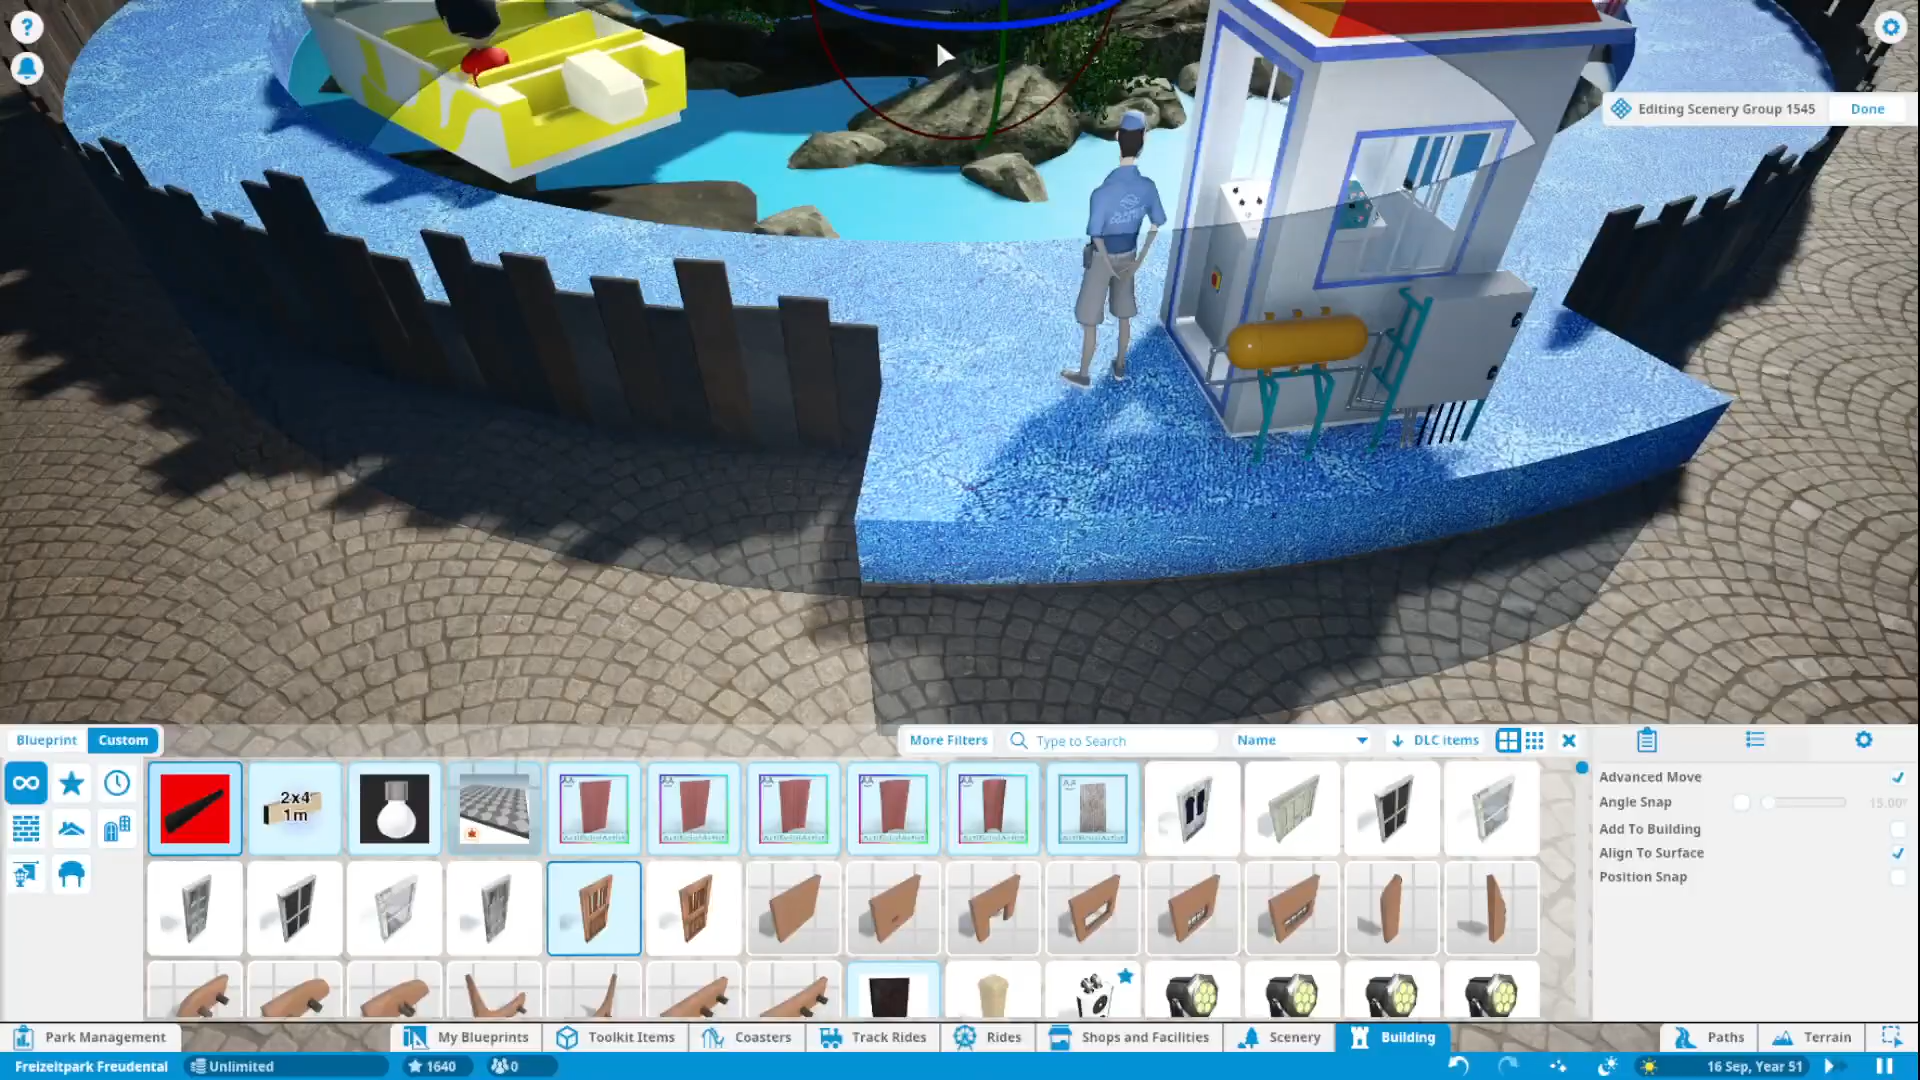 ?
Editing Scenery Group 1545
Done
Blueprint
Custom
More Filters
Type to Search
Name
DLC items
2x4
1m
Advanced Move
Angle Snap
15.00°
Add To Building
Align To Surface
Position Snap
Park Management
My Blueprints
Toolkit Items
Coasters
Track Rides
Rides
Shops and Facilities
Scenery
Building
Paths
Terrain
Freizeitpark Freudental
Unlimited
1640
0
16 Sep, Year 51